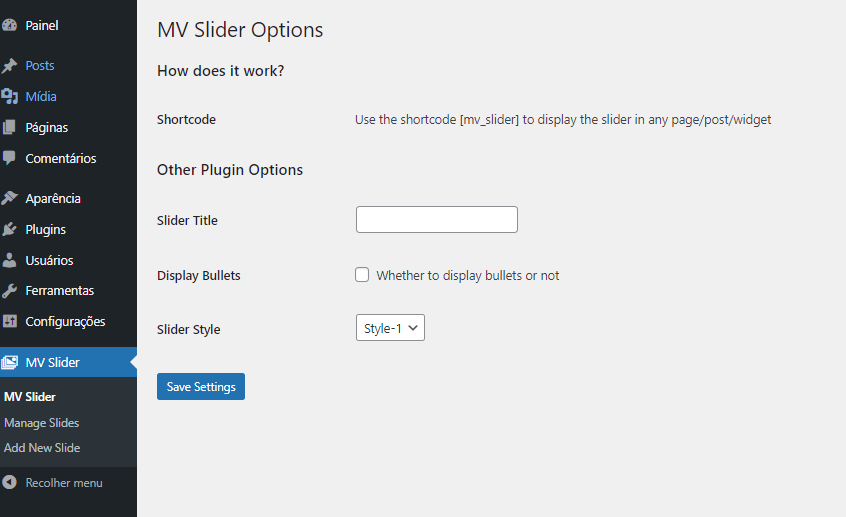 Painel
Posts
Mídia
Páginas
Comentários
Aparência
Plugins
Usuários
Ferramentas
Configurações
MV Slider
MV Slider
Manage Slides
Add New Slide
Recolher menu
MV Slider Options
How does it work?
Shortcode Use the shortcode [mv_slider] to display the slider in any page/post/widget
Other Plugin Options
Slider Title
Display Bullets Whether to display bullets or not
Slider Style Style-1
Save Settings